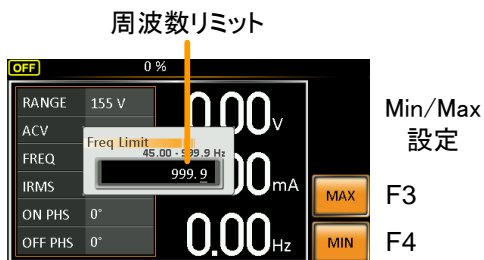 周波数リミット
OFF 0 %
RANGE 155 V
ACV
FREQ
IRMS
ON PHS 0°
OFF PHS 0°
Freq Limit
45.00 - 999.9 Hz
999.9
0.00V
mA
0.00Hz
Min/Max
設定
MAX F3
MIN F4